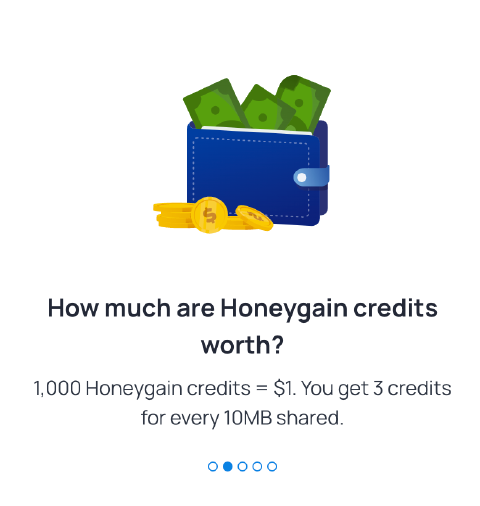 How much are Honeygain credits
worth?
1,000 Honeygain credits = $1. You get 3 credits
for every 10MB shared.